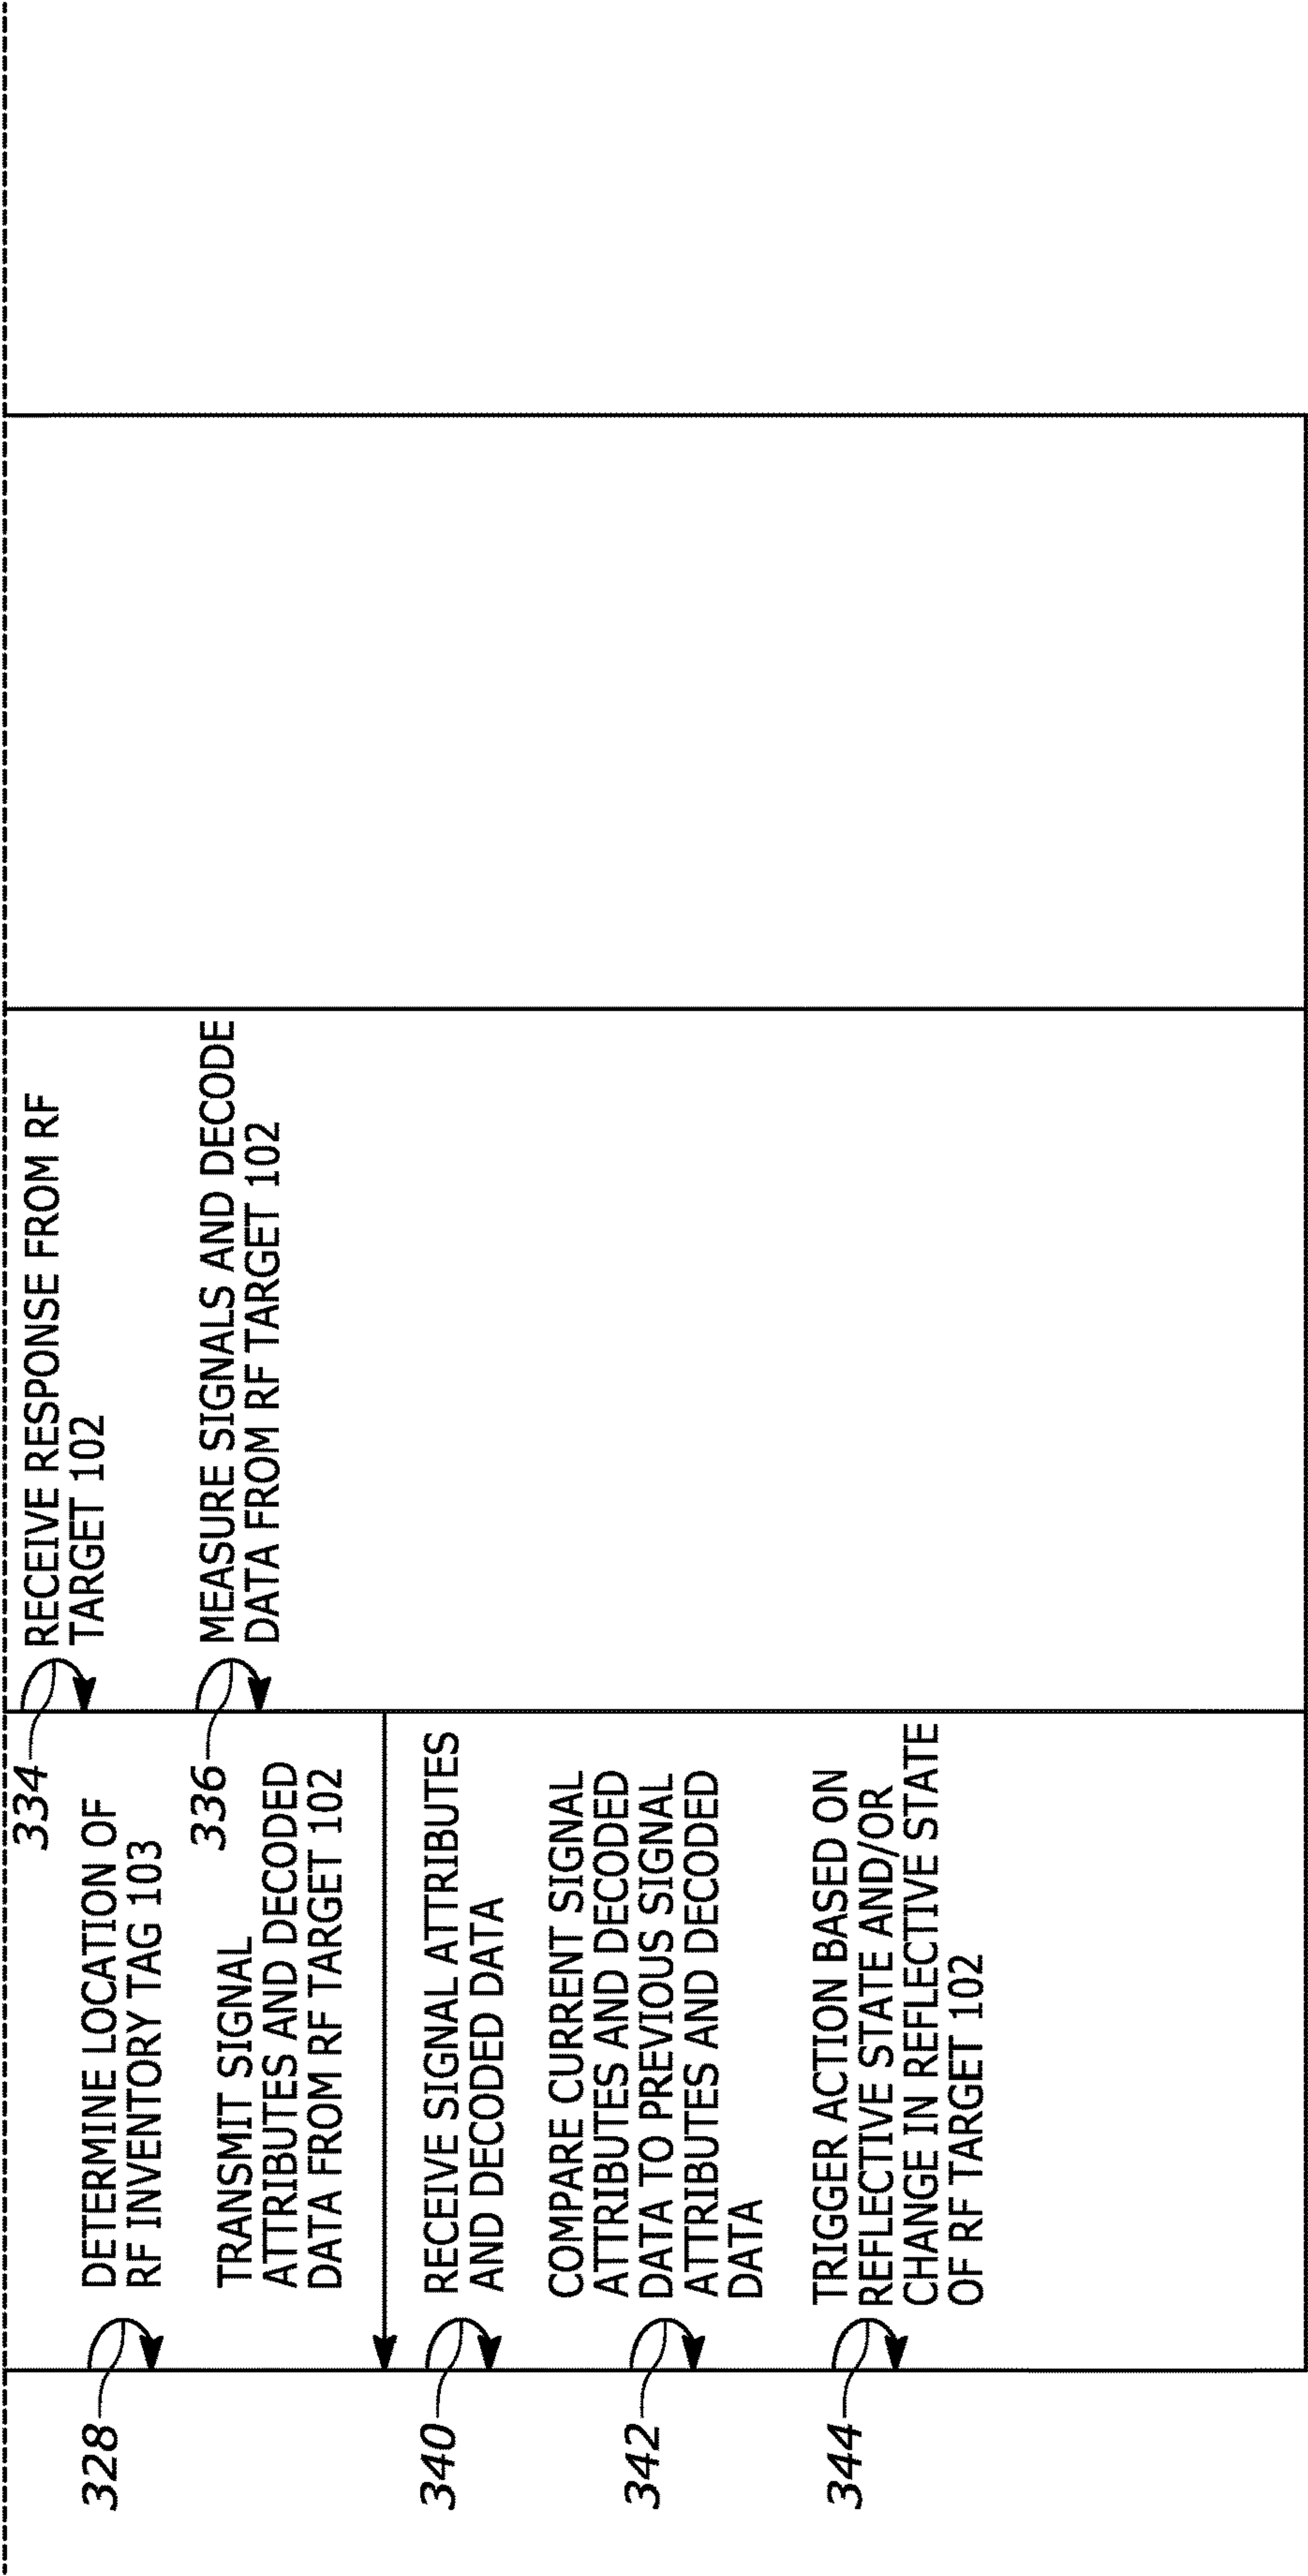 334
RECEIVE RESPONSE FROM RF
TARGET 102
328
DETERMINE LOCATION OF
RF INVENTORY TAG 103
336
MEASURE SIGNALS AND DECODE
DATA FROM RF TARGET 102
TRANSMIT SIGNAL
ATTRIBUTES AND DECODED
DATA FROM RF TARGET 102
340
RECEIVE SIGNAL ATTRIBUTES
AND DECODED DATA
342
COMPARE CURRENT SIGNAL
ATTRIBUTES AND DECODED
DATA TO PREVIOUS SIGNAL
ATTRIBUTES AND DECODED
DATA
344
TRIGGER ACTION BASED ON
REFLECTIVE STATE AND/OR
CHANGE IN REFLECTIVE STATE
OF RF TARGET 102